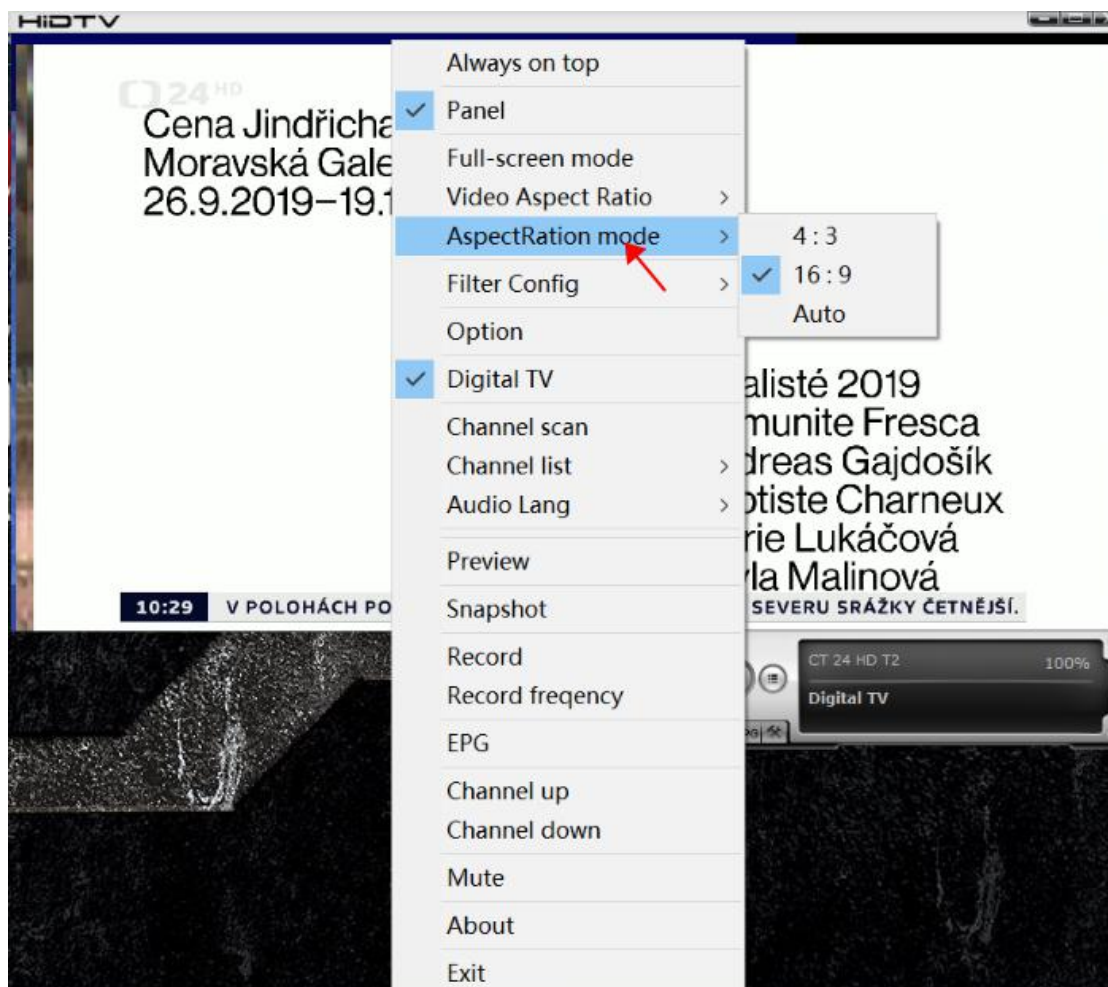 HiDTV
24 HD
Cena Jindřicha
Moravská Gale
26.9.2019–19.1
Always on top
Panel
Full-screen mode
Video Aspect Ratio
AspectRation mode
4 : 3
16 : 9
Auto
Filter Config
Option
Digital TV
Channel scan
Channel list
Audio Lang
Preview
Snapshot
Record
Record freqency
EPG
Channel up
Channel down
Mute
About
Exit
alisté 2019
munite Fresca
dreas Gajdošík
ptiste Charneux
rie Lukáčová
la Malinová
10:29 V POLOHÁCH PO
SEVERU SRÁŽKY ČETNĚJŠÍ.
CT 24 HD T2 100%
Digital TV